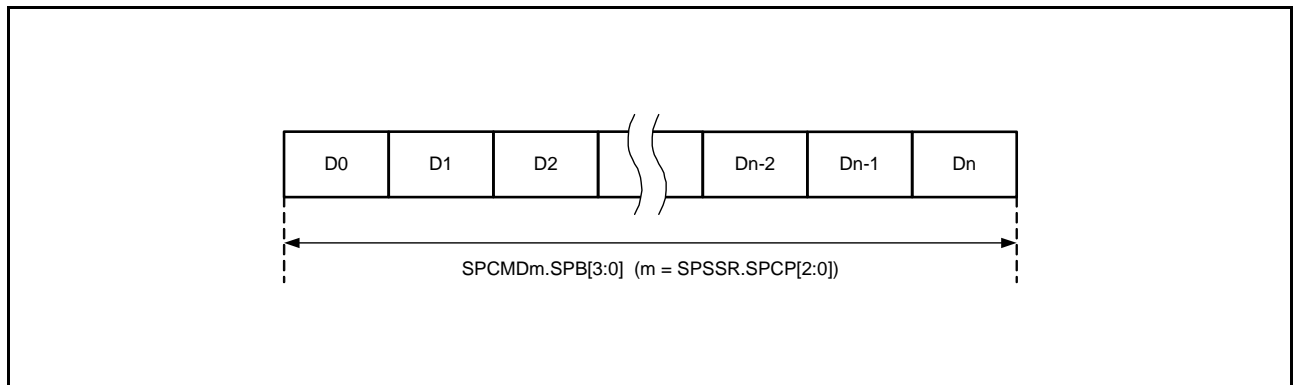 D0 D1 D2 Dn-2 Dn-1 Dn
SPCMDm.SPB[3:0] (m = SPSSR.SPCP[2:0])